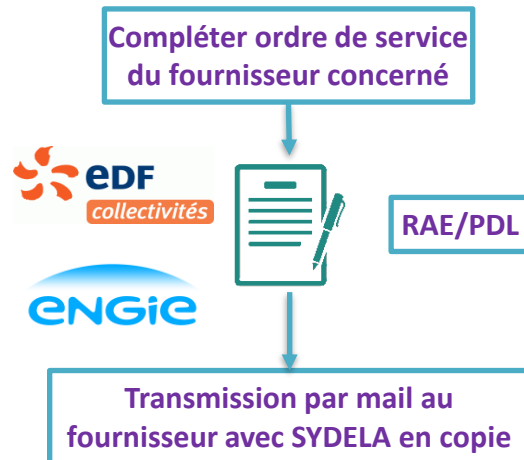 Compléter ordre de service
du fournisseur concerné
eDF
collectivités
RAE/PDL
enGie
Transmission par mail au
fournisseur avec SYDELA en copie